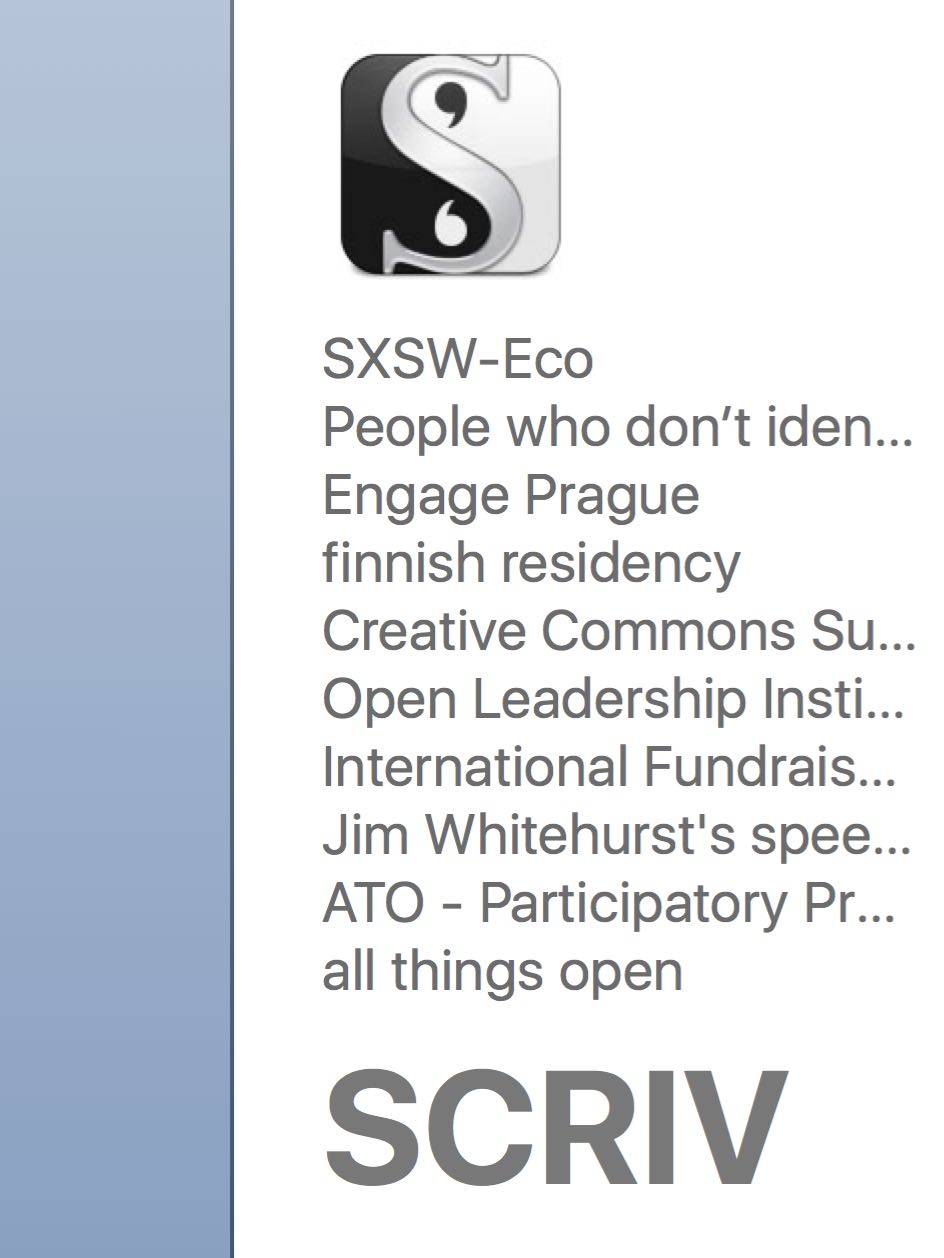 SXSW-Eco
People who don’t iden...
Engage Prague
finnish residency
Creative Commons Su...
Open Leadership Insti...
International Fundrais...
Jim Whitehurst's spee...
ATO - Participatory Pr...
all things open
SCRIV